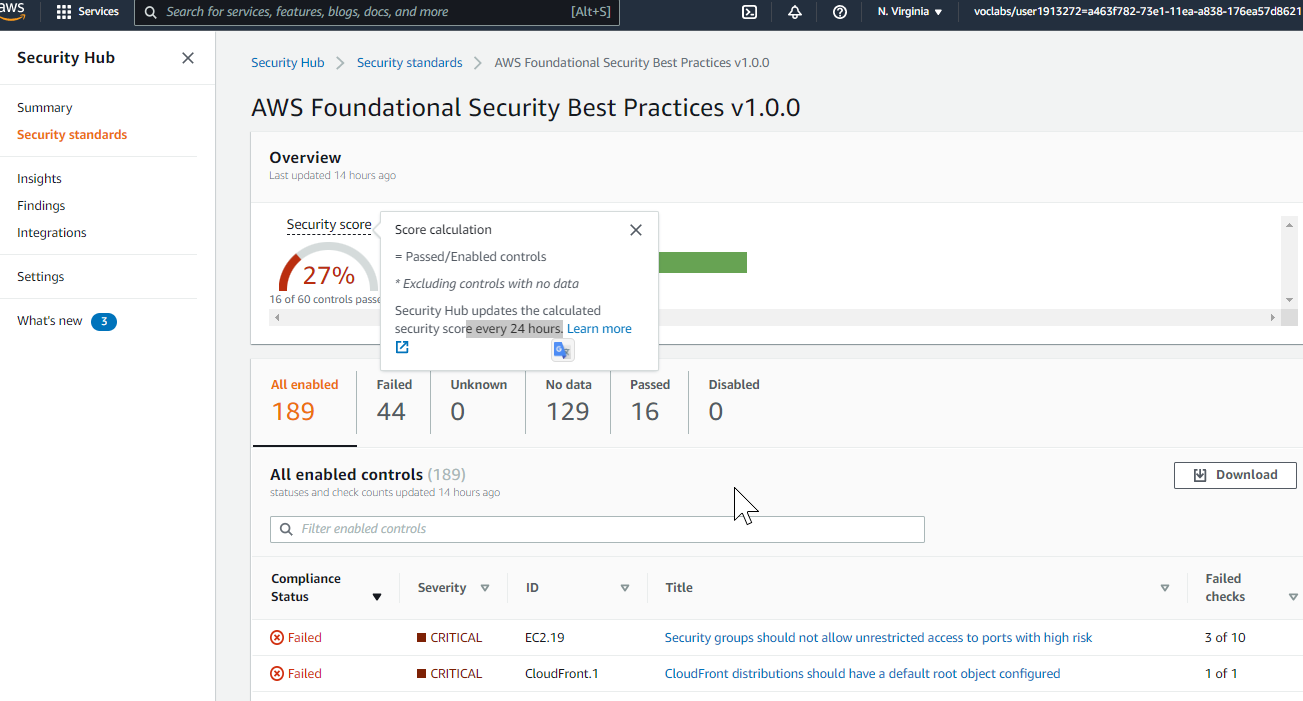 aws
Services
Search for services, features, blogs, docs, and more
[Alt+S]
N. Virginia
voclabs/user1913272=a463f782-73e1-11ea-a838-176ea57d8621
Security Hub
Summary
Security standards
Insights
Findings
Integrations
Settings
What's new 3
Security Hub > Security standards > AWS Foundational Security Best Practices v1.0.0
AWS Foundational Security Best Practices v1.0.0
Overview
Last updated 14 hours ago
Security score
27%
16 of 60 controls passe
Score calculation
= Passed/Enabled controls
* Excluding controls with no data
Security Hub updates the calculated
security score every 24 hours. Learn more
All enabled
189
Failed
44
Unknown
0
No data
129
Passed
16
Disabled
0
All enabled controls (189)
statuses and check counts updated 14 hours ago
Download
Filter enabled controls
Compliance
Status
Severity
ID
Title
Failed
checks
Failed CRITICAL EC2.19 Security groups should not allow unrestricted access to ports with high risk 3 of 10
Failed CRITICAL CloudFront.1 CloudFront distributions should have a default root object configured 1 of 1